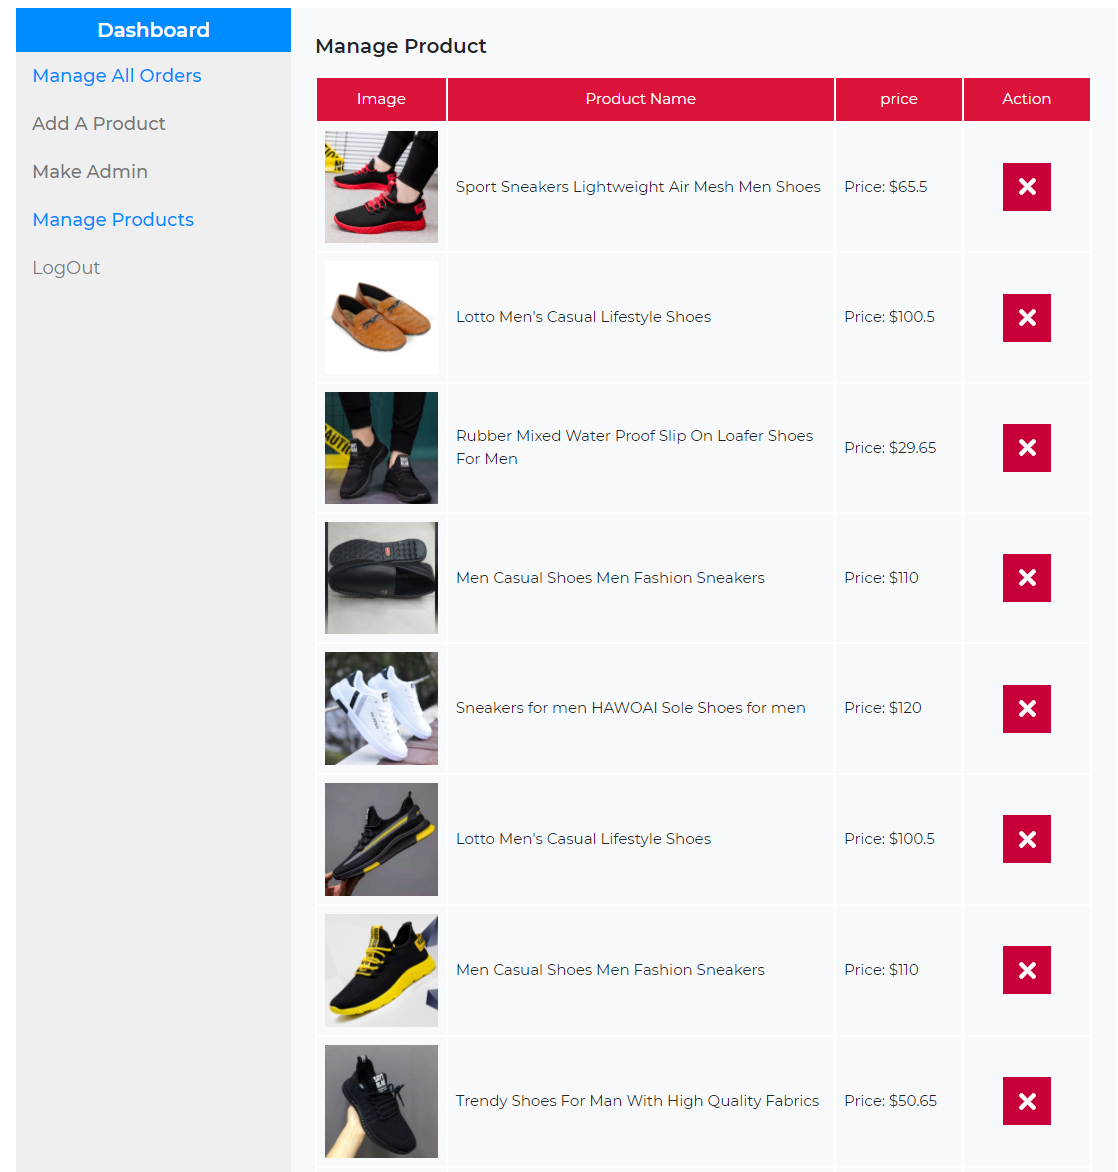 Dashboard
Manage All Orders
Add A Product
Make Admin
Manage Products
LogOut
Manage Product
Image Product Name price Action
Sport Sneakers Lightweight Air Mesh Men Shoes Price: $65.5
Lotto Men's Casual Lifestyle Shoes Price: $100.5
Rubber Mixed Water Proof Slip On Loafer Shoes
For Men Price: $29.65
Men Casual Shoes Men Fashion Sneakers Price: $110
Sneakers for men HAWOAI Sole Shoes for men Price: $120
Lotto Men's Casual Lifestyle Shoes Price: $100.5
Men Casual Shoes Men Fashion Sneakers Price: $110
Trendy Shoes For Man With High Quality Fabrics Price: $50.65